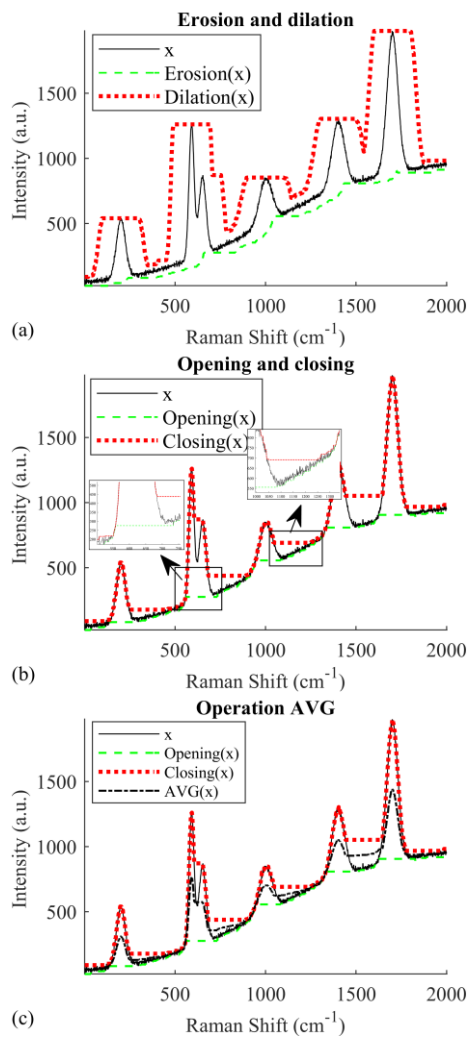 Erosion and dilation
x
Erosion(x)
Dilation(x)
1500
1000
500
Intensity (a.u.)
500 1000 1500 2000
Raman Shift (cm-1)
(a)
Opening and closing
x
Opening(x)
Closing(x)
1500
1000
500
Intensity (a.u.)
500 1000 1500 2000
Raman Shift (cm-1)
(b)
Operation AVG
x
Opening(x)
Closing(x)
AVG(x)
1500
1000
500
Intensity (a.u.)
500 1000 1500 2000
Raman Shift (cm-1)
(c)